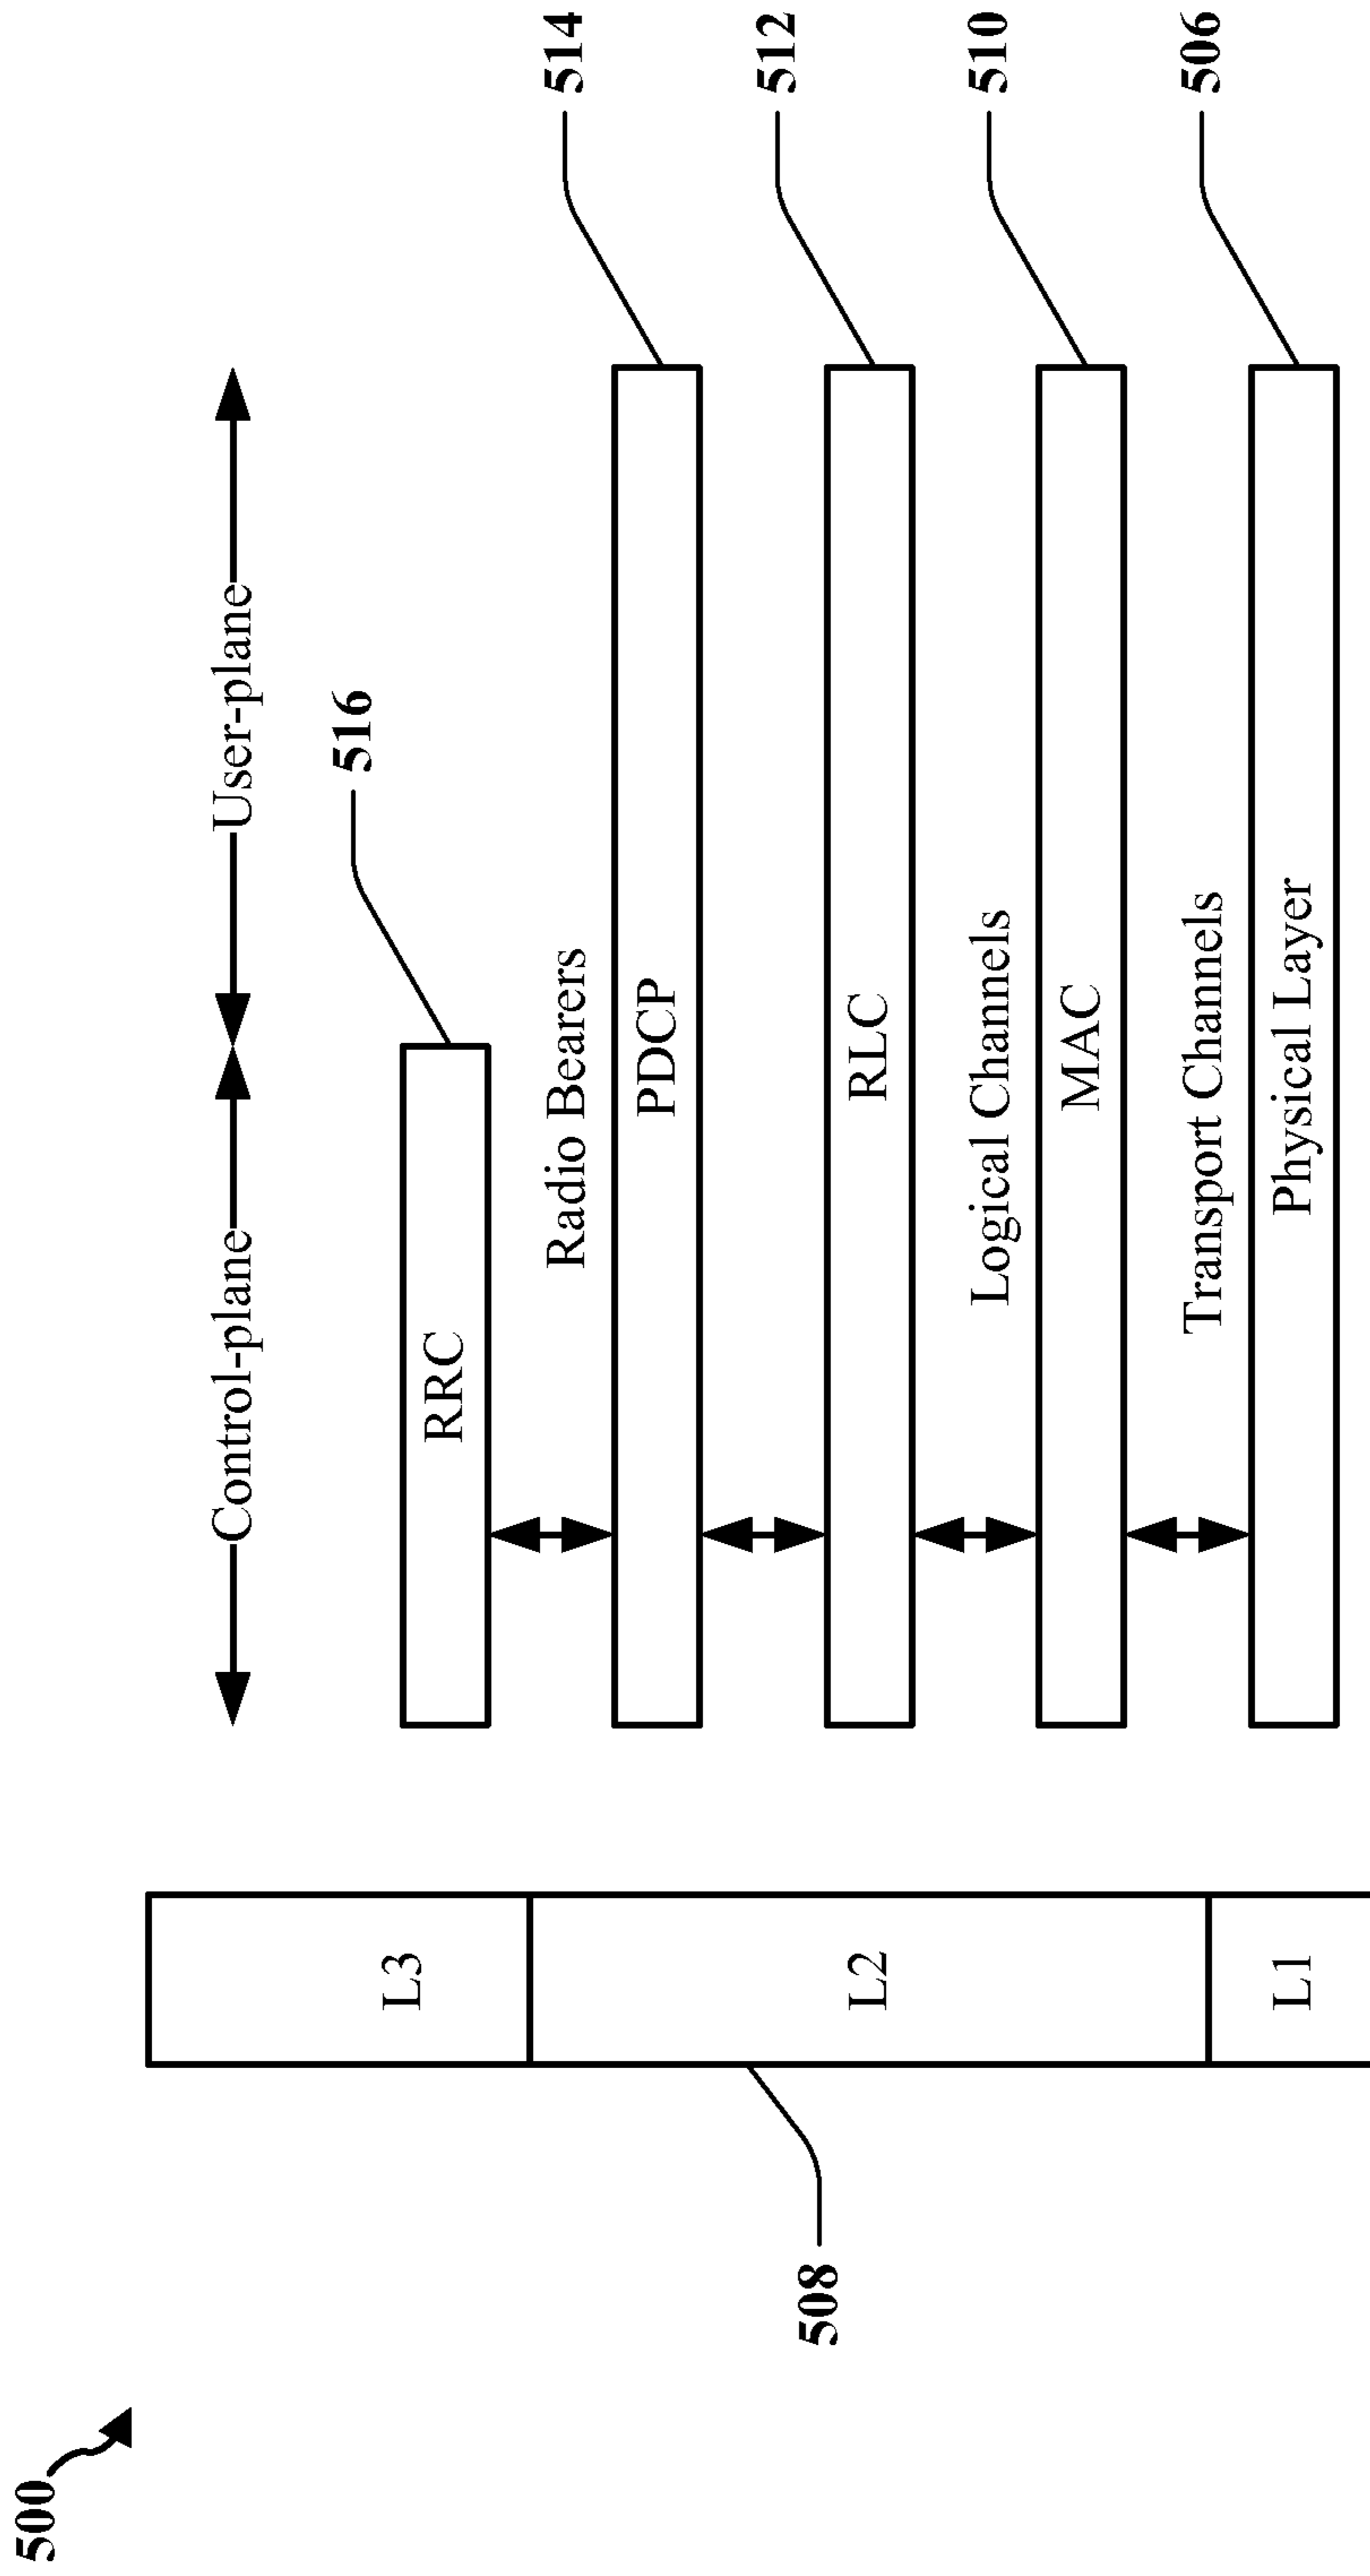 500
Control-plane
User-plane
516
L3
RRC
Radio Bearers
514
PDCP
508
L2
512
RLC
Logical Channels
510
MAC
Transport Channels
506
L1
Physical Layer